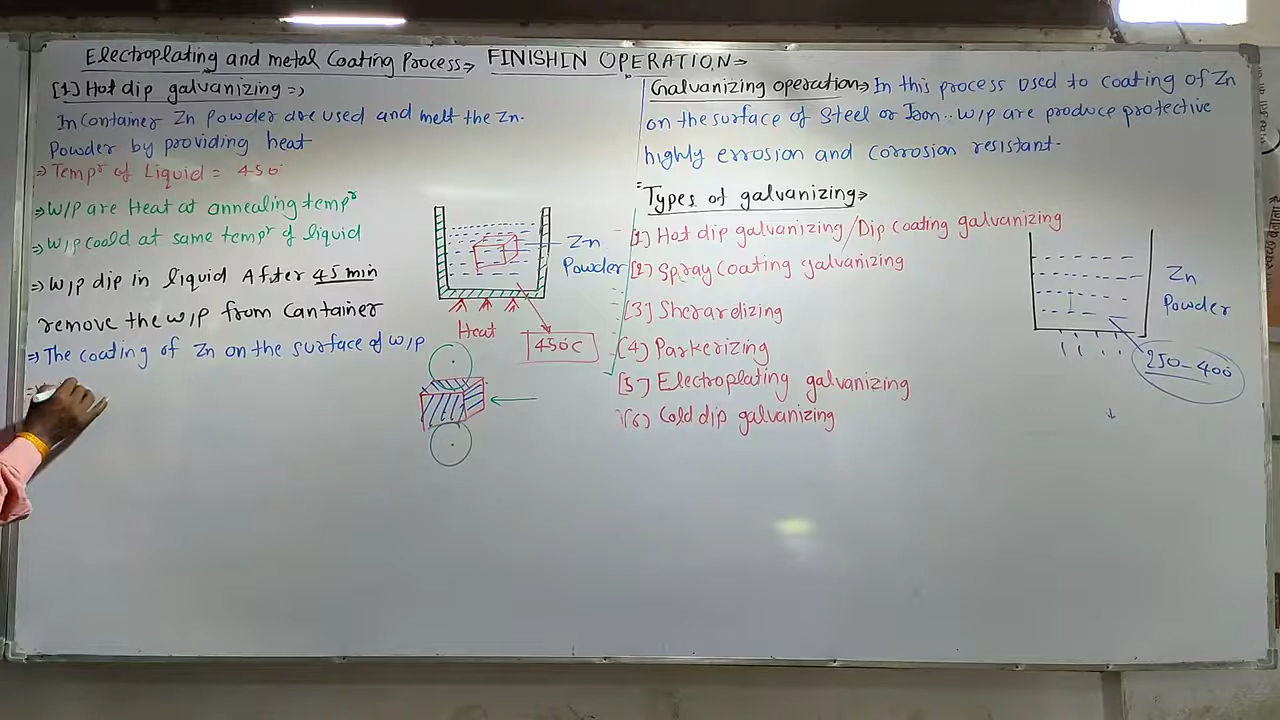 Electroplating and metal Coating Process⇒ FINISHIN OPERATION⇒
[1] Hot dip galvanizing =>
In Container Zn Powder are used and melt the Zn.
Powder by providing heat
⇒ Tempr of Liquid = 450°
⇒ W/P are Heat at annealing tempr
⇒ W/P coold at same tempr of liquid
⇒ W/P dip in liquid After 45 min
remove the W/P from Cantainer
⇒ The coating of Zn on the surface of W/P
Zn
Powder
Heat
450°C
Galvanizing operation⇒ In this process used to coating of Zn
on the surface of Steel or Iron.. W/P are produce protective
highly errosion and corrosion resistant.
Types of galvanizing⇒
[1] Hot dip galvanizing/Dip coating galvanizing
[2] Spray Coating galvanizing
[3] Sherardizing
[4] Parkerizing
[5] Electroplating galvanizing
[6] Cold dip galvanizing
Zn
Powder
250-400